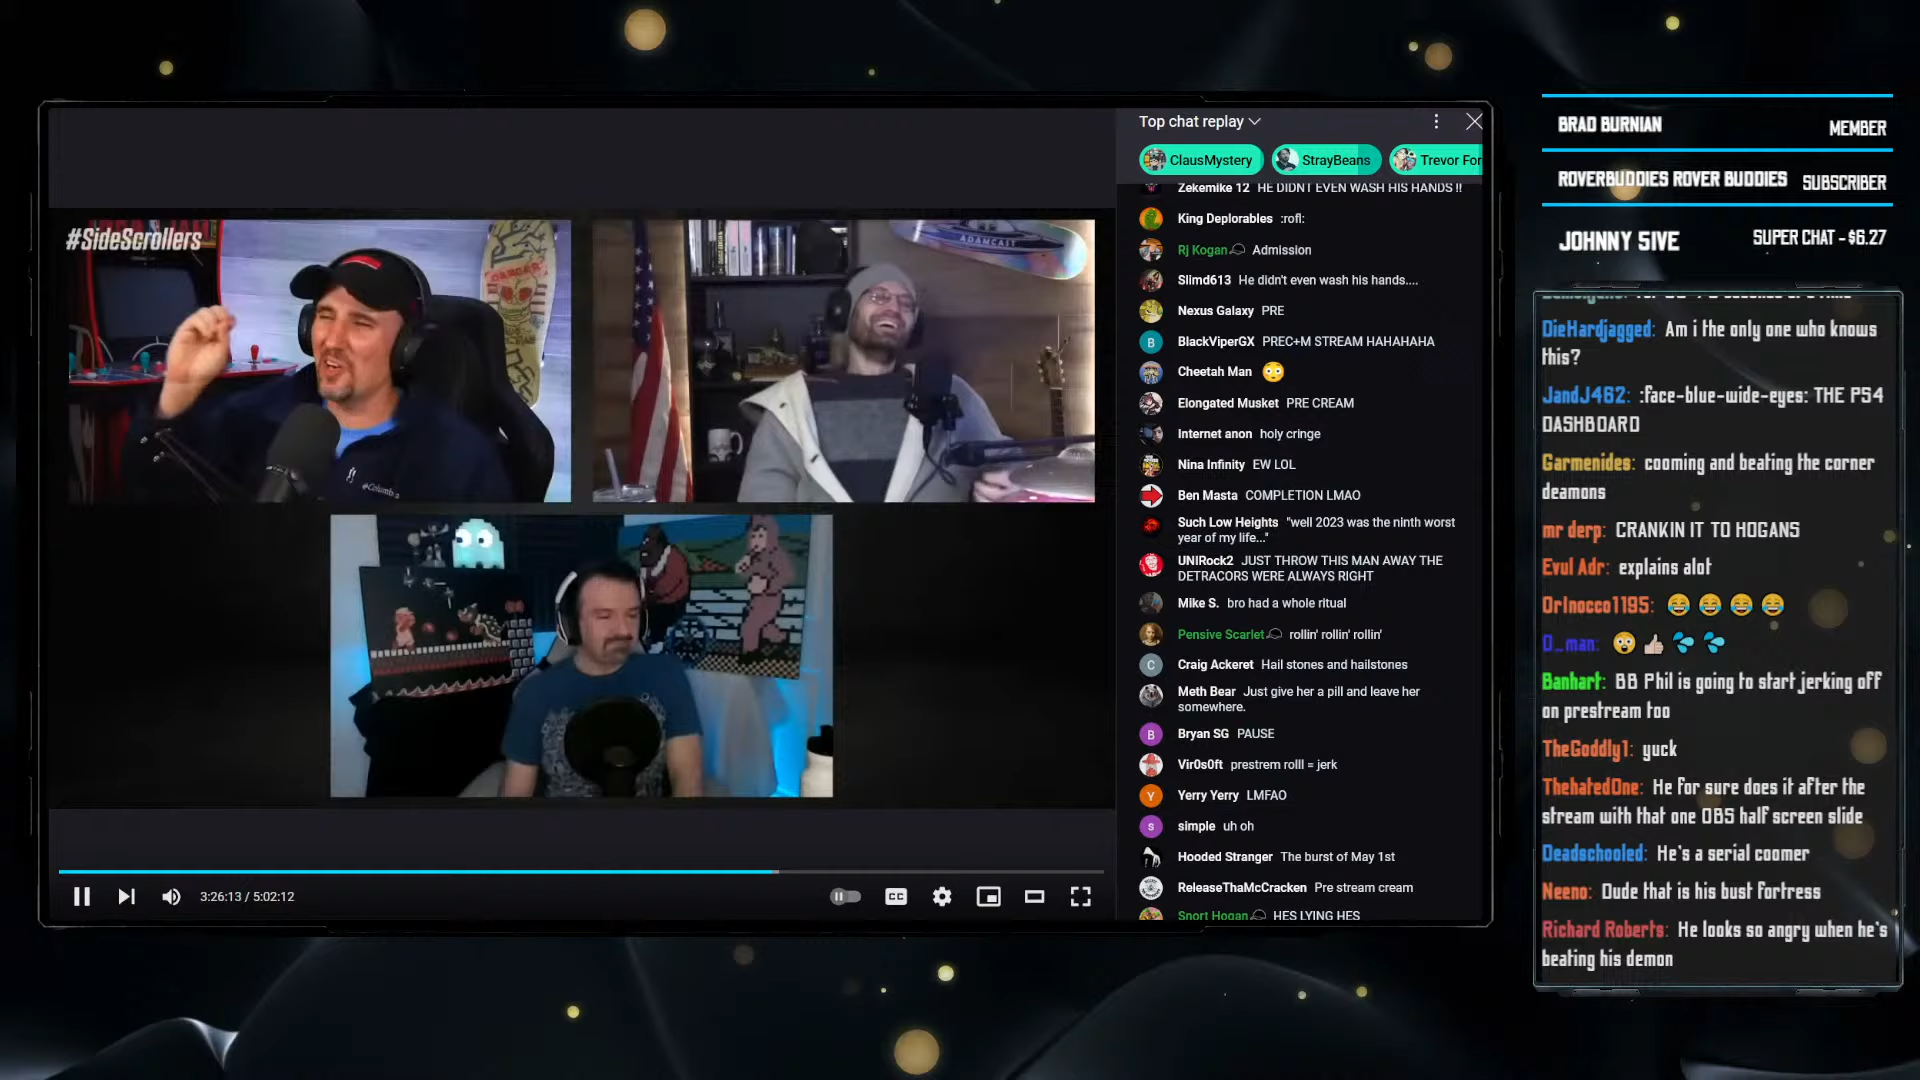 #SideScrollers
ADAMCAST
DANGER
Columbia
3:26:13 / 5:02:12
CC
Top chat replay
ClausMystery StrayBeans Trevor For
Zekemike 12 HE DIDNT EVEN WASH HIS HANDS !!
King Deplorables :rofl:
Rj Kogan Admission
Slimd613 He didn't even wash his hands....
Nexus Galaxy PRE
B BlackViperGX PREC+M STREAM HAHAHAHA
Cheetah Man 😳
Elongated Musket PRE CREAM
Internet anon holy cringe
Nina Infinity EW LOL
Ben Masta COMPLETION LMAO
Such Low Heights "well 2023 was the ninth worst
year of my life..."
UNIRock2 JUST THROW THIS MAN AWAY THE
DETRACORS WERE ALWAYS RIGHT
Mike S. bro had a whole ritual
Pensive Scarlet rollin' rollin' rollin'
C Craig Ackeret Hail stones and hailstones
Meth Bear Just give her a pill and leave her
somewhere.
B Bryan SG PAUSE
Vir0s0ft prestrem rolll = jerk
Y Yerry Yerry LMFAO
s simple uh oh
Hooded Stranger The burst of May 1st
ReleaseThaMcCracken Pre stream cream
Snort Hogan HES LYING HES
BRAD BURNIAN MEMBER
ROVERBUDDIES ROVER BUDDIES SUBSCRIBER
JOHNNY 5IVE SUPER CHAT - $6.27
DieHardjagged: Am i the only one who knows
this?
JandJ462: :face-blue-wide-eyes: THE PS4
DASHBOARD
Garmenides: cooming and beating the corner
deamons
mr derp: CRANKIN IT TO HOGANS
Evul Adr: explains alot
Orinocco1195: 😂 😂 😂 😂
O_man: 😲 👍 💦 💦
Banhart: BB Phil is going to start jerking off
on prestream too
TheGoddly1: yuck
ThehatedOne: He for sure does it after the
stream with that one OBS half screen slide
Deadschooled: He's a serial coomer
Neeno: Dude that is his bust fortress
Richard Roberts: He looks so angry when he's
beating his demon